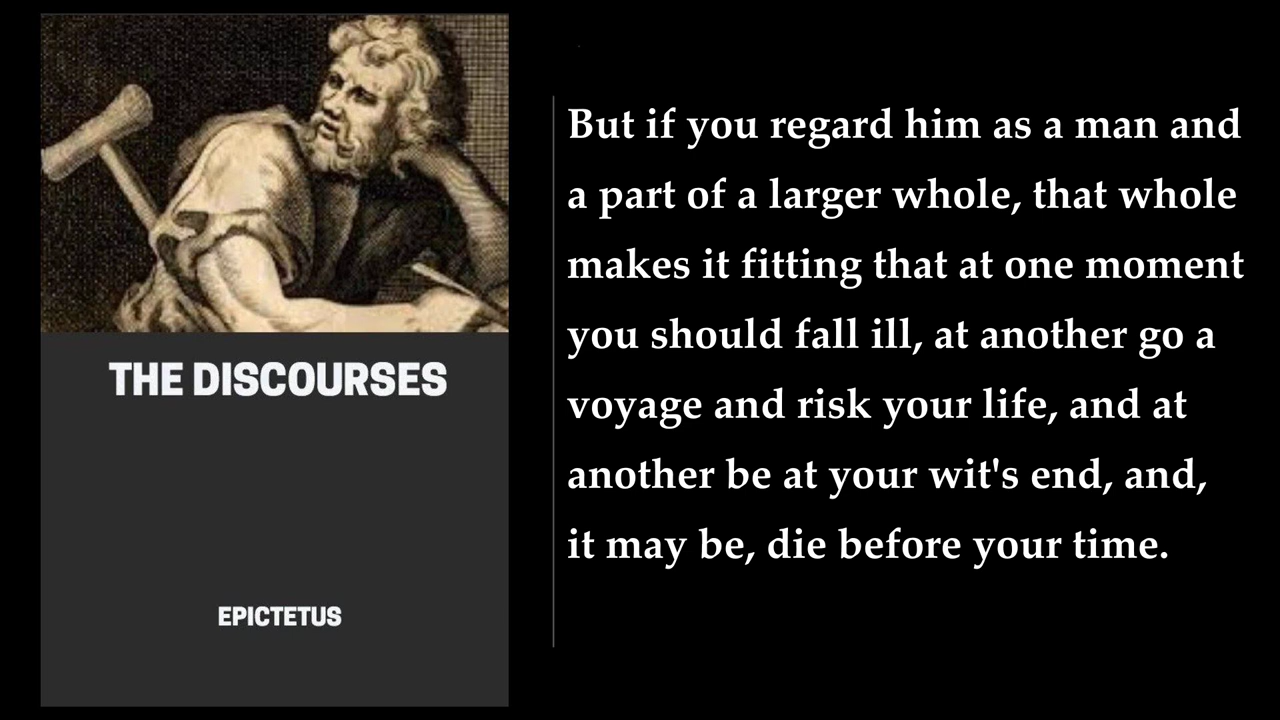 THE DISCOURSES
EPICTETUS
But if you regard him as a man and
a part of a larger whole, that whole
makes it fitting that at one moment
you should fall ill, at another go a
voyage and risk your life, and at
another be at your wit's end, and,
it may be, die before your time.